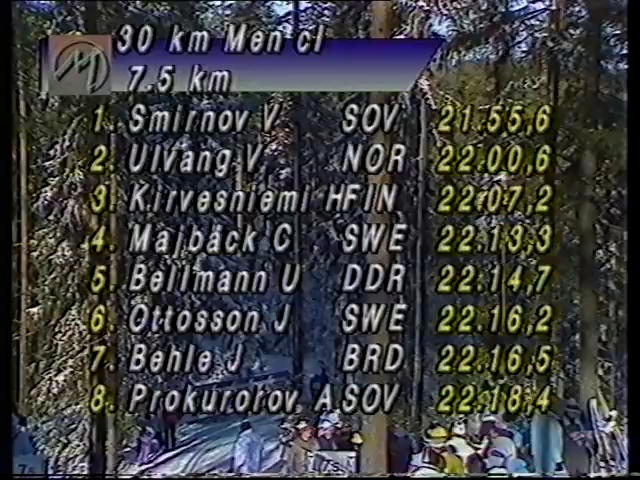 30 km Men cl
7.5 km
1. Smirnov V SOV 21.55,6
2. Ulvang V NOR 22.00,6
3. Kirvesniemi H FIN 22.07,2
4. Majbäck C SWE 22.13,3
5. Bellmann U DDR 22.14,7
6. Ottosson J SWE 22.16,2
7. Behle J BRD 22.16,5
8. Prokurorov A SOV 22.18,4
7.5